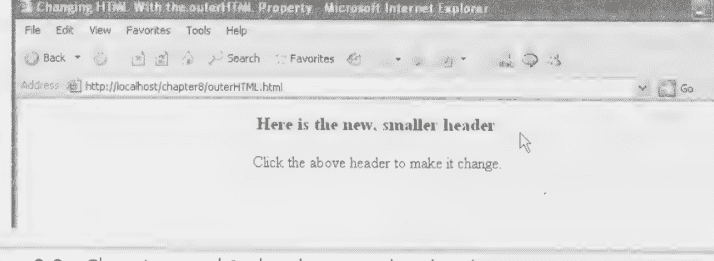 Changing HTML With the outerHTML Property - Microsoft Internet Explorer
File Edit View Favorites Tools Help
Back Search Favorites
Address http://localhost/chapter8/outerHTML.html Go
Here is the new, smaller header
Click the above header to make it change.